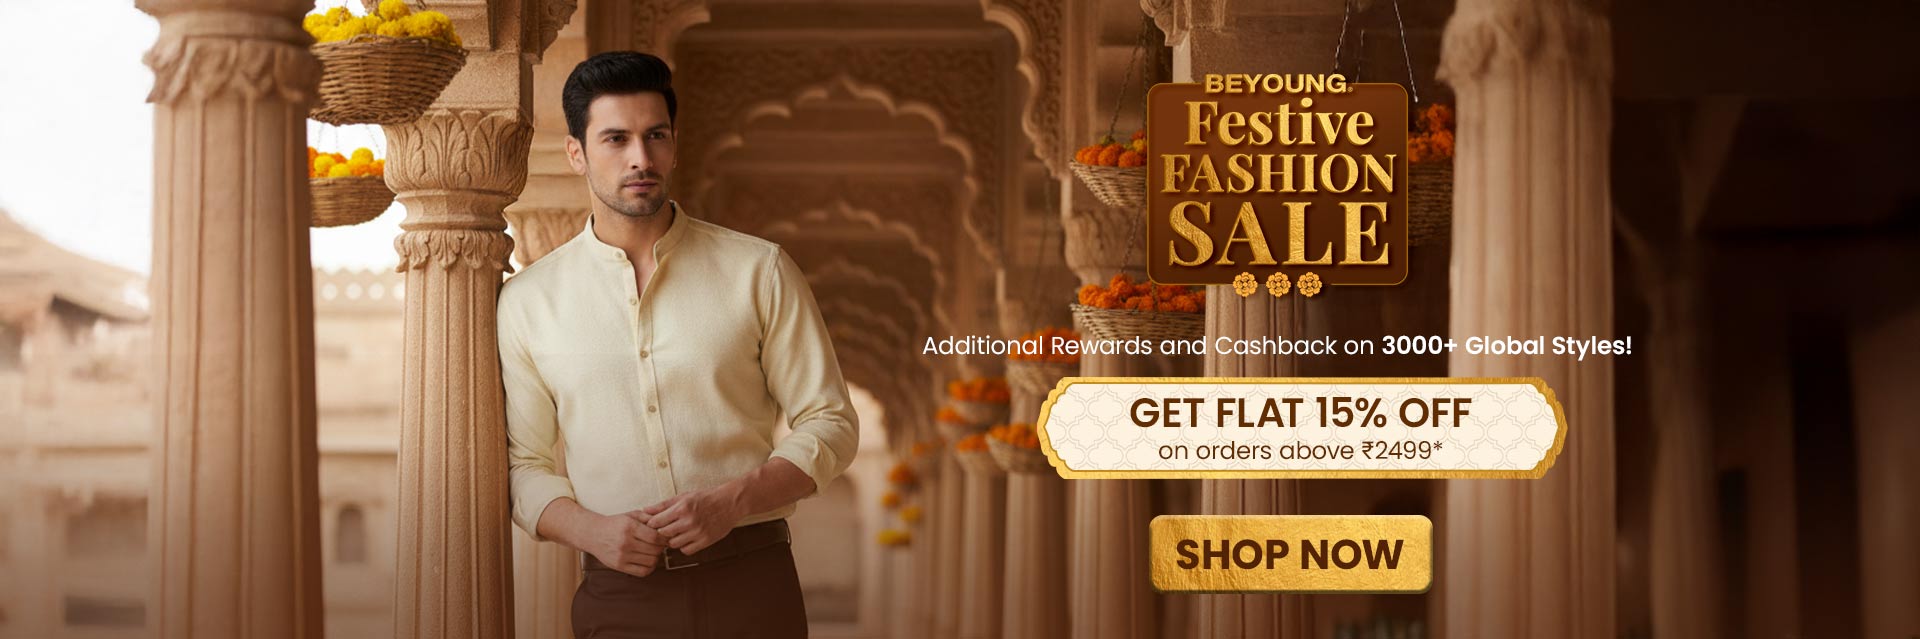 BEYOUNG®
Festive
FASHION
SALE
Additional Rewards and Cashback on 3000+ Global Styles!
GET FLAT 15% OFF
on orders above ₹2499*
SHOP NOW